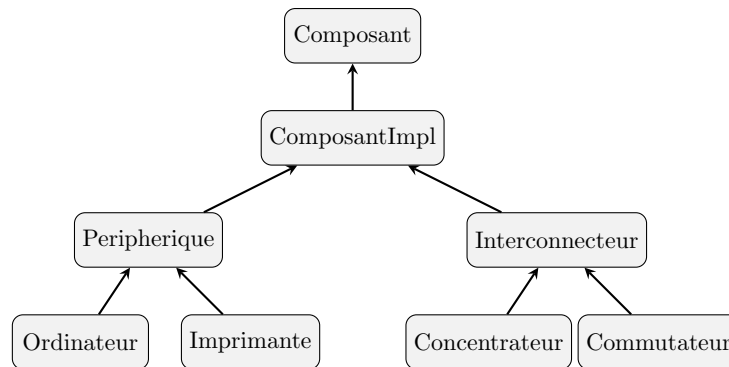 Composant
ComposantImpl
Peripherique
Interconnecteur
Ordinateur
Imprimante
Concentrateur
Commutateur